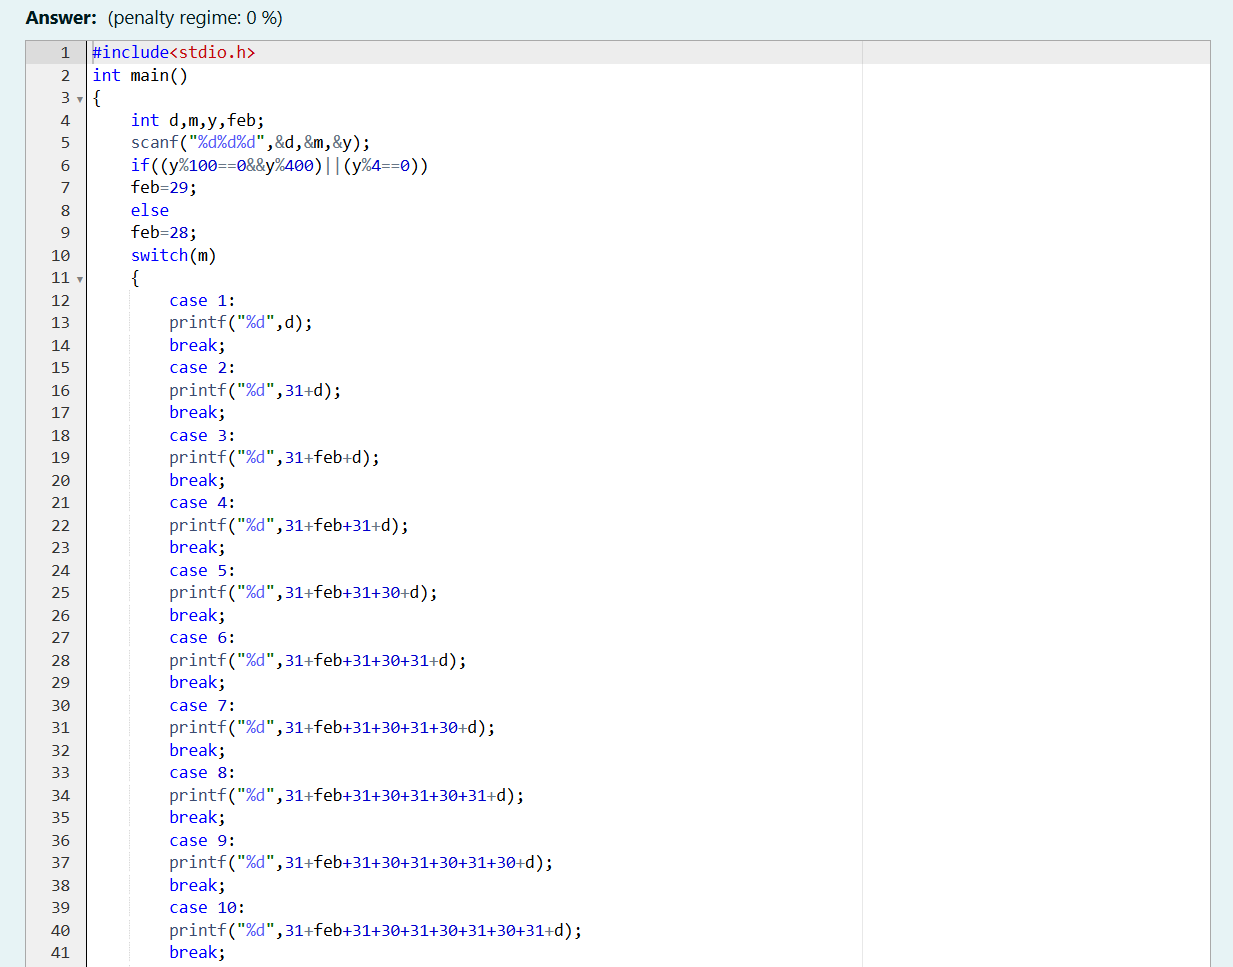 Answer: (penalty regime: 0 %)
1 #include<stdio.h>
2 int main()
3 {
4 int d,m,y,feb;
5 scanf("%d%d%d",&d,&m,&y);
6 if((y%100==0&&y%400)||(y%4==0))
7 feb=29;
8 else
9 feb=28;
10 switch(m)
11 {
12 case 1:
13 printf("%d",d);
14 break;
15 case 2:
16 printf("%d",31+d);
17 break;
18 case 3:
19 printf("%d",31+feb+d);
20 break;
21 case 4:
22 printf("%d",31+feb+31+d);
23 break;
24 case 5:
25 printf("%d",31+feb+31+30+d);
26 break;
27 case 6:
28 printf("%d",31+feb+31+30+31+d);
29 break;
30 case 7:
31 printf("%d",31+feb+31+30+31+30+d);
32 break;
33 case 8:
34 printf("%d",31+feb+31+30+31+30+31+d);
35 break;
36 case 9:
37 printf("%d",31+feb+31+30+31+30+31+30+d);
38 break;
39 case 10:
40 printf("%d",31+feb+31+30+31+30+31+30+31+d);
41 break;